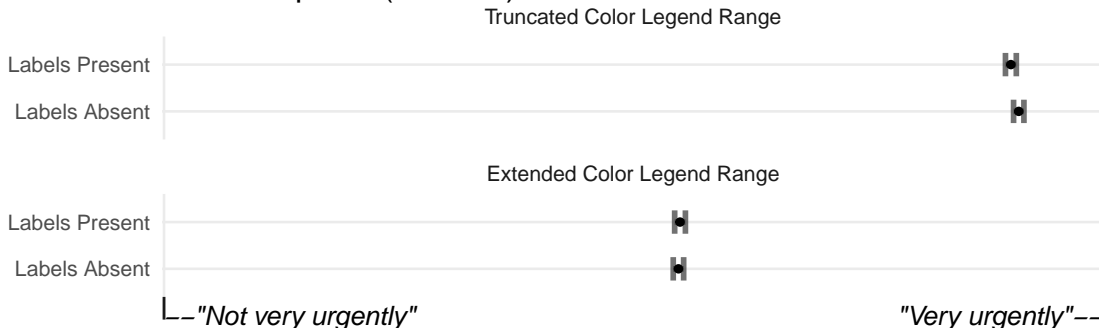 Truncated Color Legend Range
Labels Present
Labels Absent
Extended Color Legend Range
Labels Present
Labels Absent
"Not very urgently" "Very urgently"